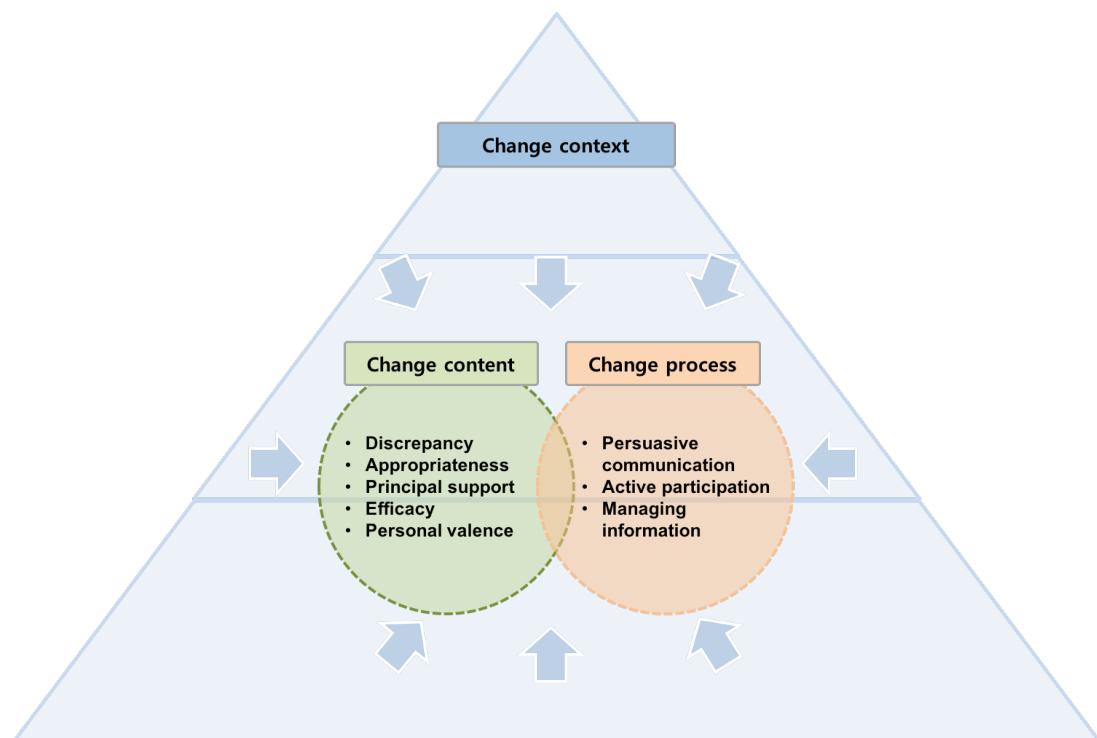 Change context
Change content
Change process
• Discrepancy
• Appropriateness
• Principal support
• Efficacy
• Personal valence
• Persuasive
communication
• Active participation
• Managing
information